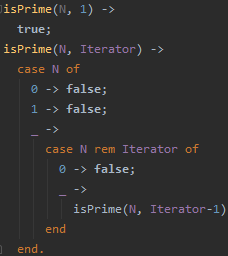 isPrime(N, 1) ->
  true;
isPrime(N, Iterator) ->
  case N of
    0 -> false;
    1 -> false;
    _ ->
      case N rem Iterator of
        0 -> false;
        _ ->
          isPrime(N, Iterator-1)
      end
  end.